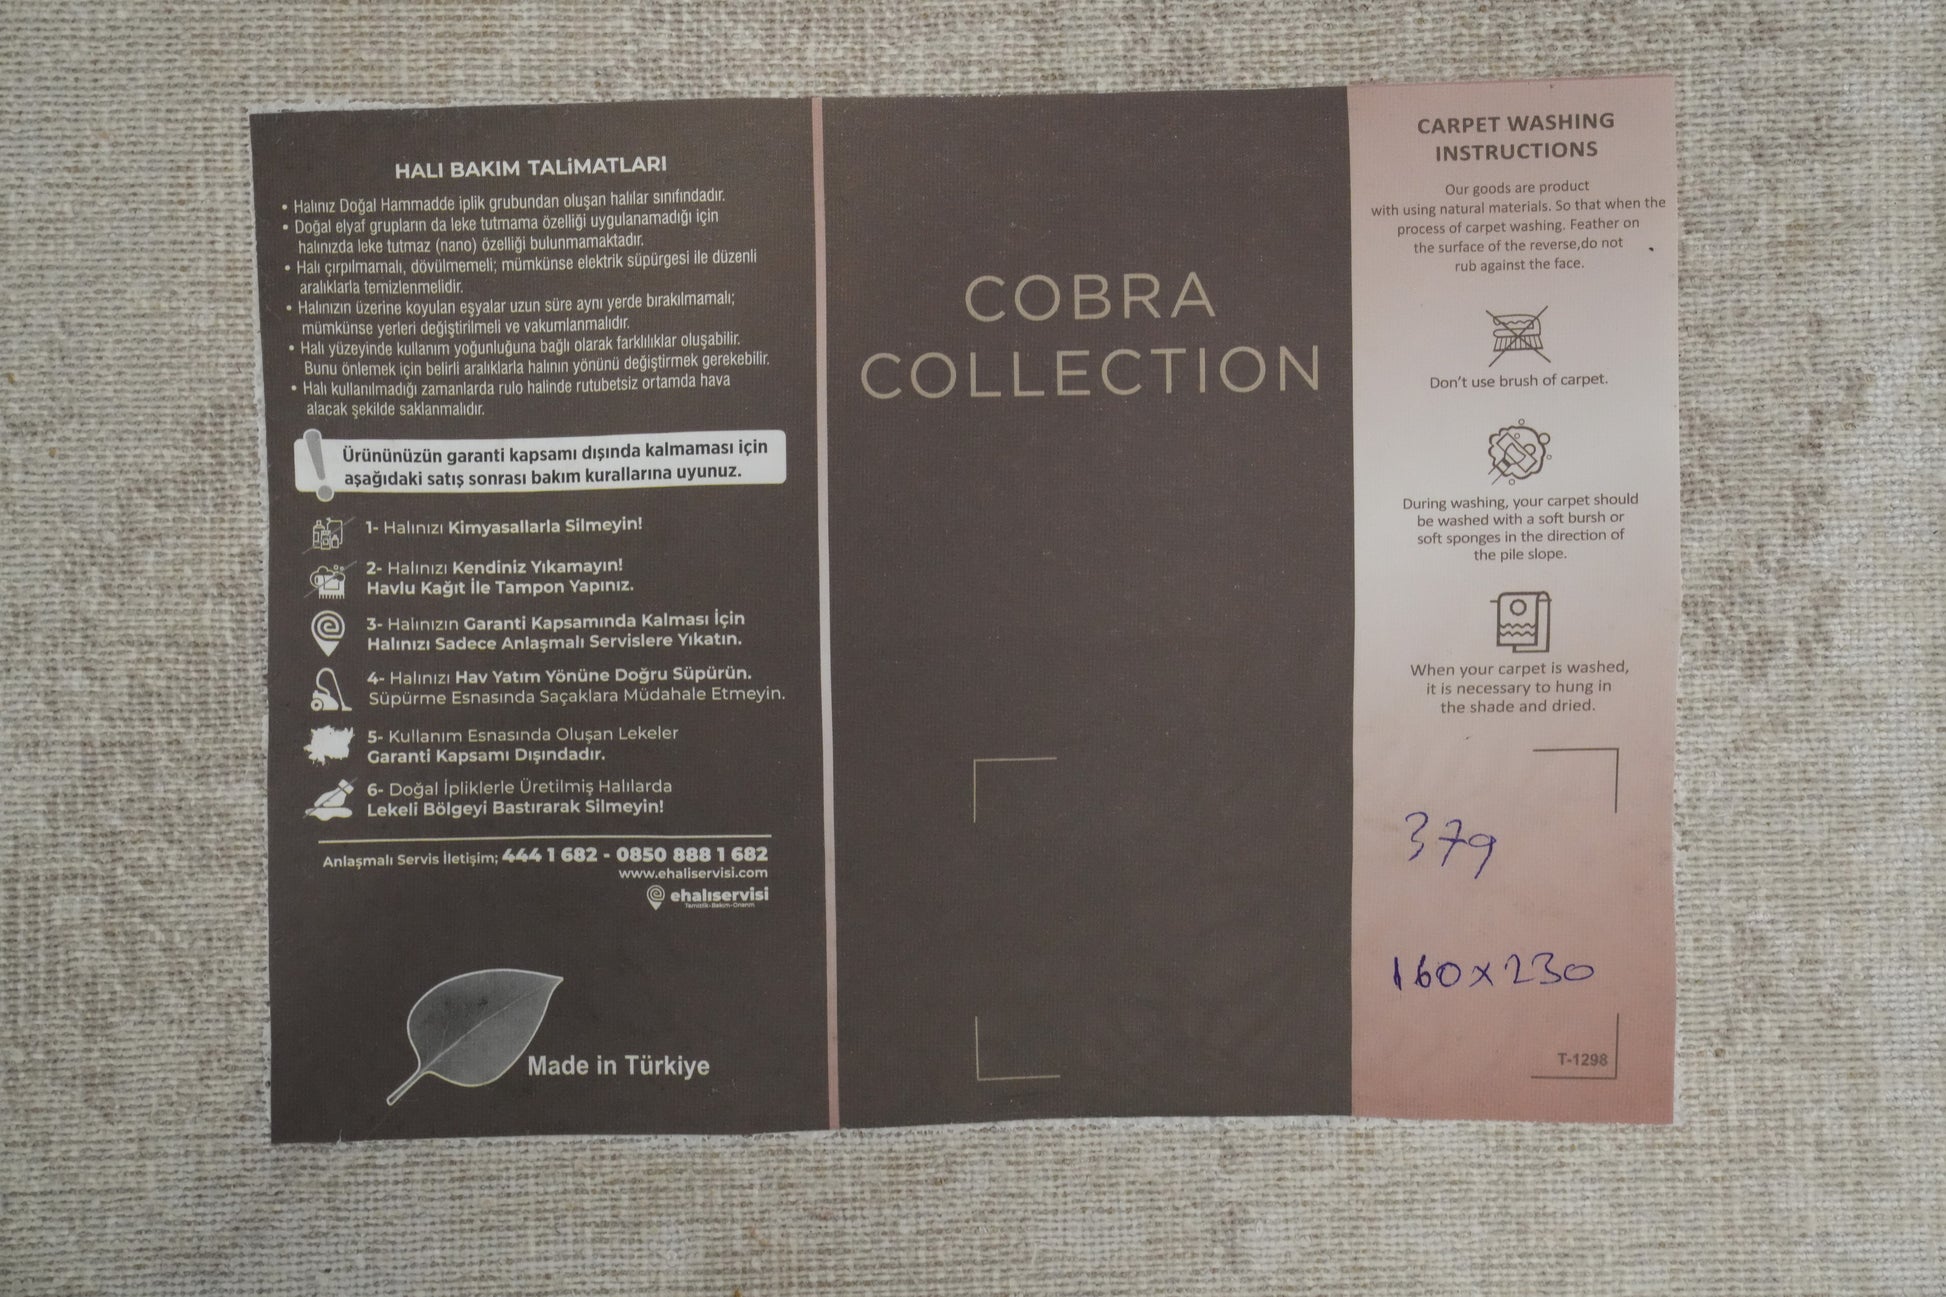 HALI BAKIM TALiMATLARI
• Halınız Doğal Hammadde iplik grubundan oluşan halılar sınıfındadır.
• Doğal elyaf grupların da leke tutmama özelliği uygulanamadığı için
halınızda leke tutmaz (nano) özelliği bulunmamaktadır.
• Halı çırpılmamalı, dövülmemeli; mümkünse elektrik süpürgesi ile düzenli
aralıklarla temizlenmelidir.
• Halınızın üzerine koyulan eşyalar uzun süre aynı yerde bırakılmamalı;
mümkünse yerleri değiştirilmeli ve vakumlanmalıdır.
• Halı yüzeyinde kullanım yoğunluğuna bağlı olarak farklılıklar oluşabilir.
Bunu önlemek için belirli aralıklarla halının yönünü değiştirmek gerekebilir.
• Halı kullanılmadığı zamanlarda rulo halinde rutubetsiz ortamda hava
alacak şekilde saklanmalıdır.
Ürününüzün garanti kapsamı dışında kalmaması için
aşağıdaki satış sonrası bakım kurallarına uyunuz.
1- Halınızı Kimyasallarla Silmeyin!
2- Halınızı Kendiniz Yıkamayın!
Havlu Kağıt İle Tampon Yapınız.
3- Halınızın Garanti Kapsamında Kalması İçin
Halınızı Sadece Anlaşmalı Servislere Yıkatın.
4- Halınızı Hav Yatım Yönüne Doğru Süpürün.
Süpürme Esnasında Saçaklara Müdahale Etmeyin.
5- Kullanım Esnasında Oluşan Lekeler
Garanti Kapsamı Dışındadır.
6- Doğal İpliklerle Üretilmiş Halılarda
Lekeli Bölgeyi Bastırarak Silmeyin!
Anlaşmalı Servis İletişim; 444 1 682 - 0850 888 1 682
www.ehaliservisi.com
ehalıservisi
Temizlik-Bakım-Onarım
Made in Türkiye
COBRA
COLLECTION
CARPET WASHING
INSTRUCTIONS
Our goods are product
with using natural materials. So that when the
process of carpet washing. Feather on
the surface of the reverse,do not
rub against the face.
Don't use brush of carpet.
During washing, your carpet should
be washed with a soft bursh or
soft sponges in the direction of
the pile slope.
When your carpet is washed,
it is necessary to hung in
the shade and dried.
379
160x230
T-1298